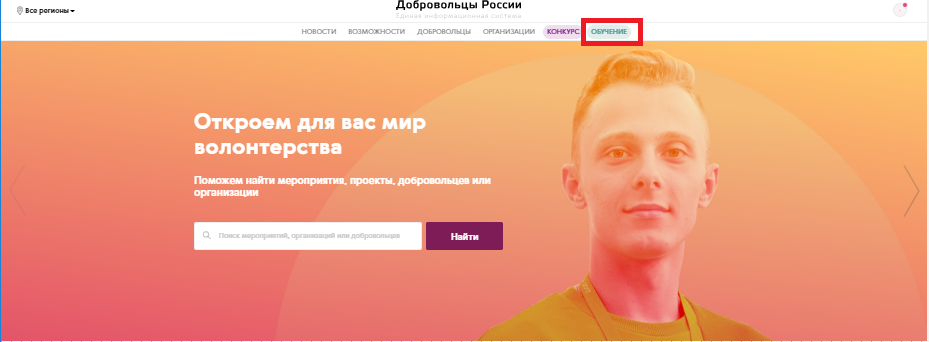 Все регионы
Добровольцы России
Единая информационная система
НОВОСТИ ВОЗМОЖНОСТИ ДОБРОВОЛЬЦЫ ОРГАНИЗАЦИИ КОНКУРС ОБУЧЕНИЕ
Откроем для вас мир
волонтерства
Поможем найти мероприятия, проекты, добровольцев или
организации
Поиск мероприятий, организаций или добровольцев Найти